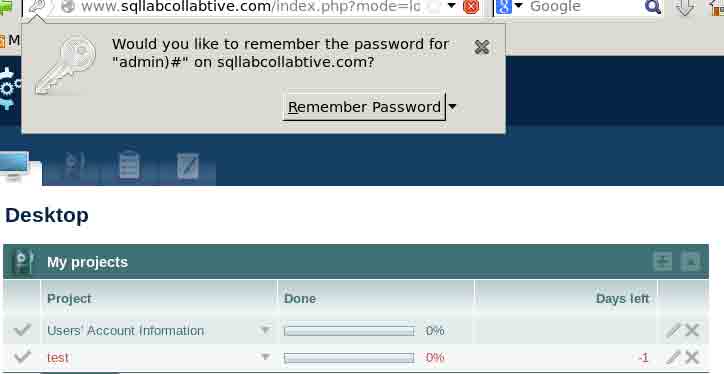 www.sqllabcollabtive.com/index.php?mode=lo
Google
Would you like to remember the password for
"admin)#" on sqllabcollabtive.com?
Remember Password
M
Desktop
My projects
Project Done Days left
Users' Account Information 0%
test 0% -1